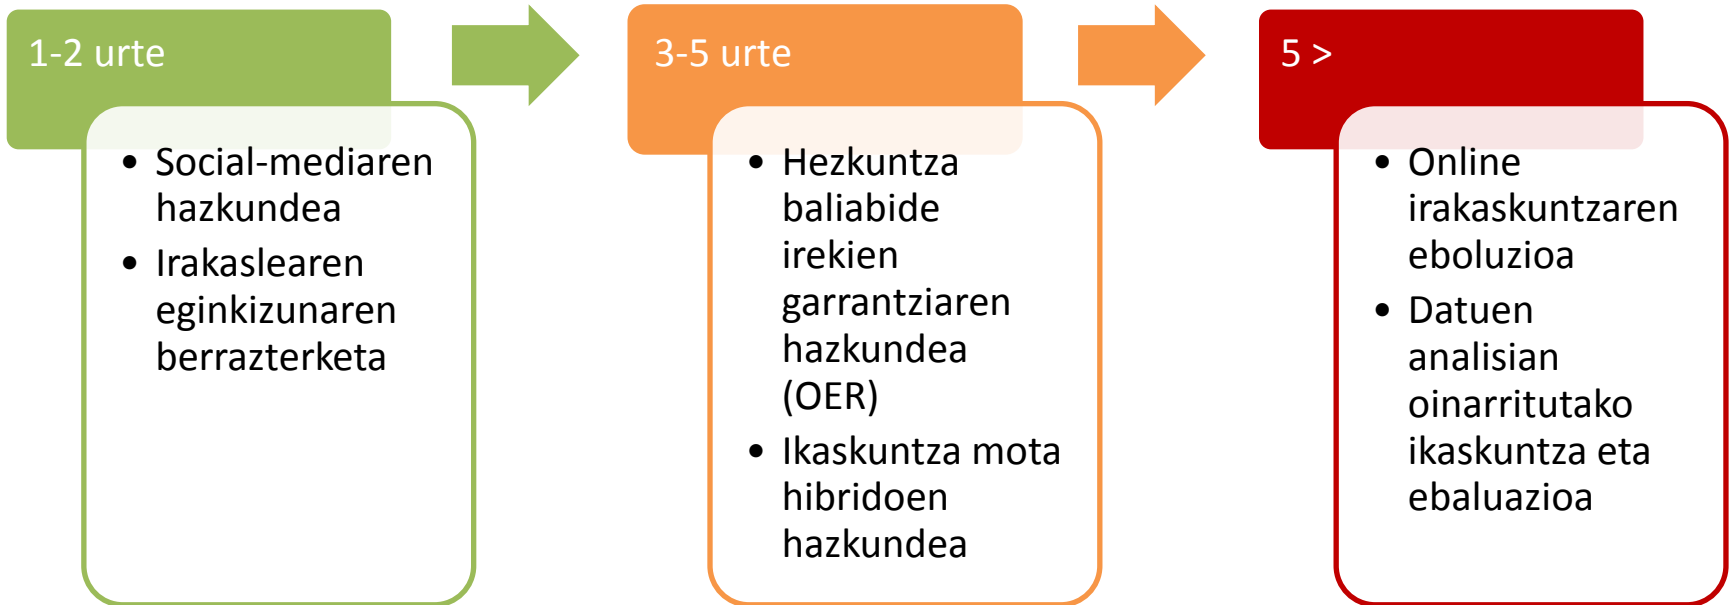 1-2 urte
• Social-mediaren
hazkundea
• Irakaslearen
eginkizunaren
berrazterketa
3-5 urte
• Hezkuntza
baliabide
irekien
garrantziaren
hazkundea
(OER)
• Ikaskuntza mota
hibridoen
hazkundea
5 >
• Online
irakaskuntzaren
eboluzioa
• Datuen
analisian
oinarritutako
ikaskuntza eta
ebaluazioa